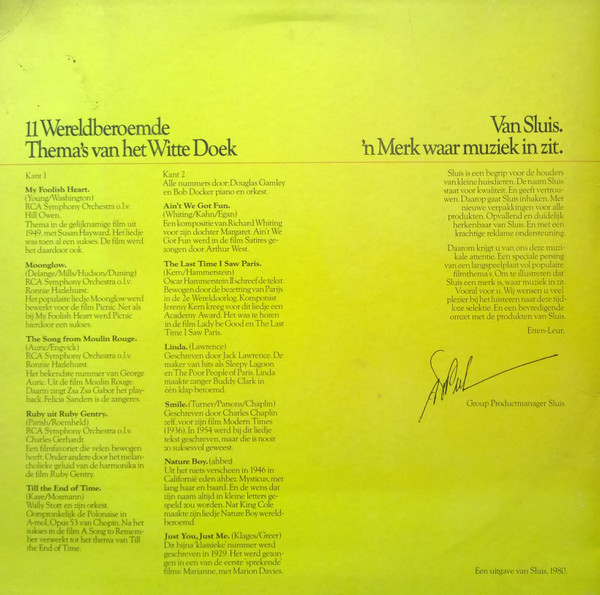 11 Wereldberoemde
Thema's van het Witte Doek
Kant 1
My Foolish Heart.
(Young/Washington)
RCA Symphony Orchestra o.l.v.
Hill Owen.
Thema in de gelijknamige film uit
1949, met Susan Hayward. Het liedje
was toen al een sukses. De film werd
het daardoor ook.
Moonglow.
(Delange/Mills/Hudson/Duning)
RCA Symphony Orchestra o.l.v.
Ronnie Hazlehurst.
Het populaire liedje Moonglow werd
bewerkt voor de film Picnic. Net als
bij My Foolish Heart werd Picnic
hierdoor een sukses.
The Song from Moulin Rouge.
(Auric/Engvick)
RCA Symphony Orchestra o.l.v.
Ronnie Hazlehurst.
Het bekendste nummer van George
Auric. Uit de film Moulin Rouge.
Daarin zingt Zsa Zsa Gabor het play-
back. Felicia Sanders is de zangeres.
Ruby uit Ruby Gentry.
(Parish/Roemheld)
RCA Symphony Orchestra o.l.v.
Charles Gerhardt.
Een filmfavoriet die velen bewogen
heeft. Onder andere door het melan-
cholieke geluid van de harmonika in
de film Ruby Gentry.
Till the End of Time.
(Kaye/Mosmann)
Wally Stott en zijn orkest.
Oorspronkelijk de Polonaise in
A-mol, Opus 53 van Chopin. Na het
sukses in de film A Song to Remem-
ber verwerkt tot het thema van Till
the End of Time.
Kant 2
Alle nummers door: Douglas Gamley
en Bob Docker piano en orkest.
Ain't We Got Fun.
(Whiting/Kahn/Egan)
Een kompositie van Richard Whiting
voor zijn dochter Margaret. Ain't We
Got Fun werd in de film Satires ge-
zongen door Arthur West.
The Last Time I Saw Paris.
(Kern/Hammerstein)
Oscar Hammerstein II schreef de tekst.
Bewogen door de bezetting van Parijs
in de 2e Wereldoorlog. Komponist
Jeremy Kern kreeg voor dit liedje een
Academy Award. Het was te horen
in de film Lady be Good en The Last
Time I Saw Paris.
Linda. (Lawrence)
Geschreven door Jack Lawrence. De
maker van hits als Sleepy Lagoon
en The Poor People of Paris. Linda
maakte zanger Buddy Clark in
één klap beroemd.
Smile. (Turner/Parsons/Chaplin)
Geschreven door Charles Chaplin
zelf, voor zijn film Modern Times
(1936). In 1954 werd bij dit liedje
tekst geschreven, maar die is nooit
zo suksesvol geweest.
Nature Boy. (ahbez)
Uit het niets verscheen in 1946 in
Californië eden ahbez. Mysticus, met
lang haar en baard. En de wens dat
zijn naam altijd in kleine letters ge-
speld zou worden. Nat King Cole
maakte zijn liedje Nature Boy wereld-
beroemd.
Just You, Just Me. (Klages/Greer)
Dit bijna 'klassieke' nummer werd
geschreven in 1929. Het werd gezon-
gen in een van de eerste 'sprekende'
films: Marianne, met Marion Davies.
Van Sluis.
'n Merk waar muziek in zit.
Sluis is een begrip voor de houders
van kleine huisdieren. De naam Sluis
staat voor kwaliteit. En geeft vertrou-
wen. Daarop gaat Sluis inhaken. Met
nieuwe verpakkingen voor alle
produkten. Opvallend en duidelijk
herkenbaar van Sluis. En met een
krachtige reklame ondersteuning.
Daarom krijgt u van ons deze muzi-
kale attentie. Een speciale persing
van een langspeelplaat vol populaire
filmthema's. Om te illustreren dat
Sluis een merk is, waar muziek in zit.
Vooral voor u. Wij wensen u veel
plezier bij het luisteren naar deze tijd-
loze selektie. En een bevredigende
omzet met de produkten van Sluis.
Etten-Leur,
Group Productmanager Sluis
Een uitgave van Sluis, 1980.